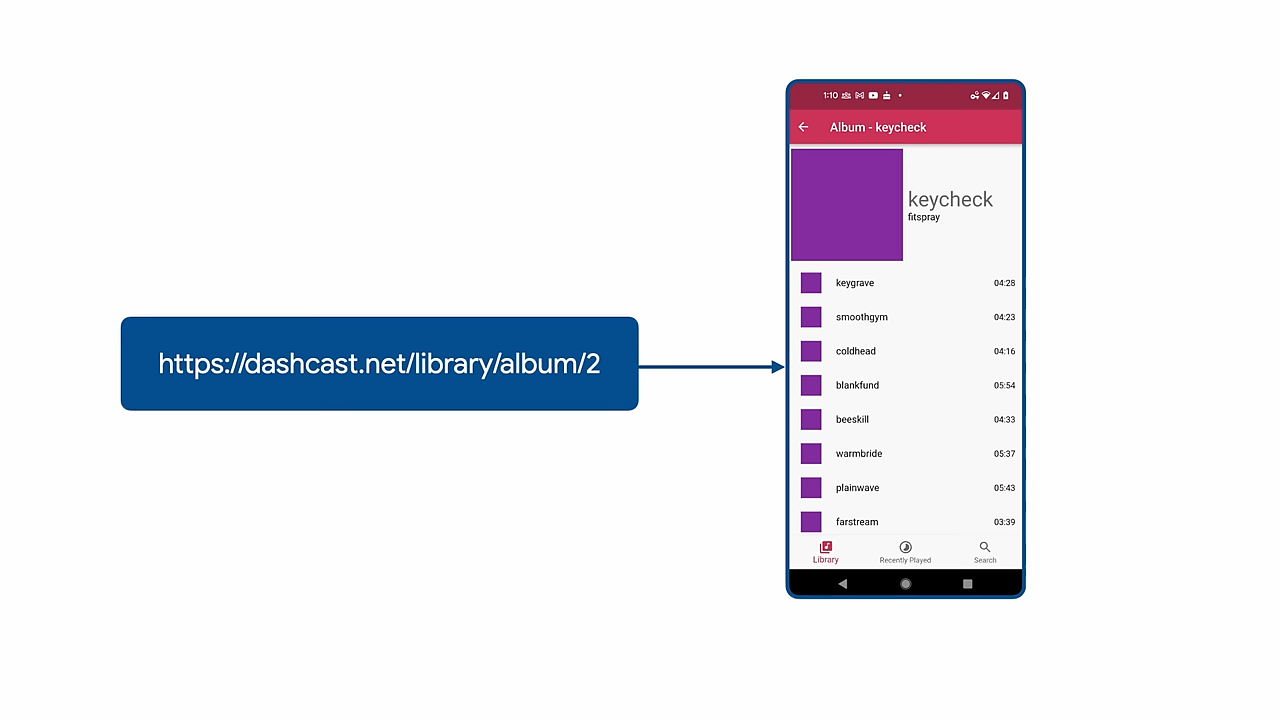 https://dashcast.net/library/album/2
1:10
Album - keycheck
keycheck
fitspray
keygrave 04:28
smoothgym 04:23
coldhead 04:16
blankfund 05:54
beeskill 04:33
warmbride 05:37
plainwave 05:43
farstream 03:39
Library Recently Played Search